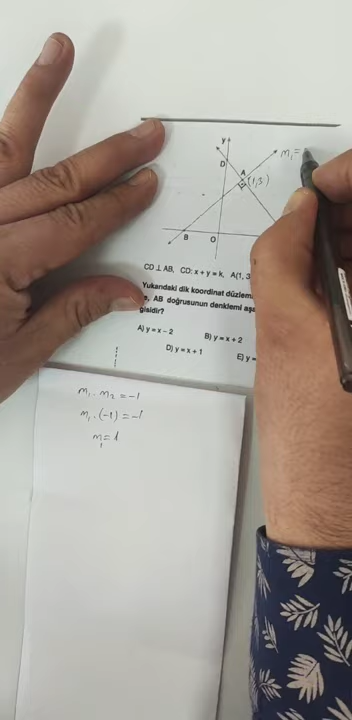 y
D
A
(1,3)
m₁ =
B
O
CD ⊥ AB, CD: x + y = k, A(1, 3
Yukarıdaki dik koordinat düzlem
AB doğrusunun denklemi aşa
gisidir?
A) y = x - 2
B) y = x + 2
D) y = x + 1
E) y =
m₁ . m₂ = -1
m₁ . (-1) = -1
m₁ = 1